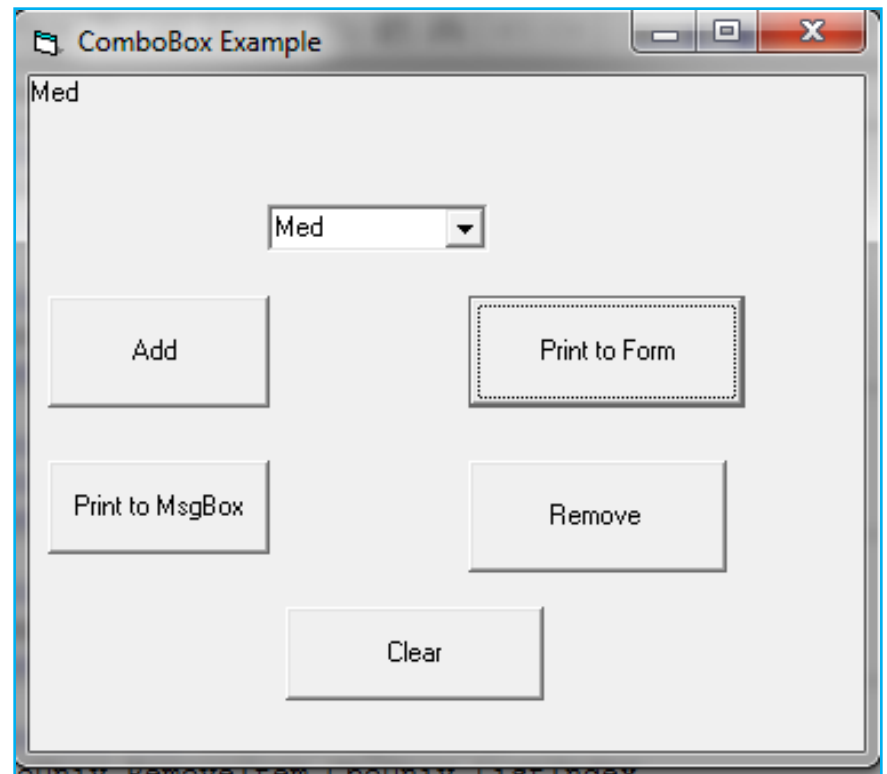 ComboBox Example
Med
Med
Add
Print to Form
Print to MsgBox
Remove
Clear